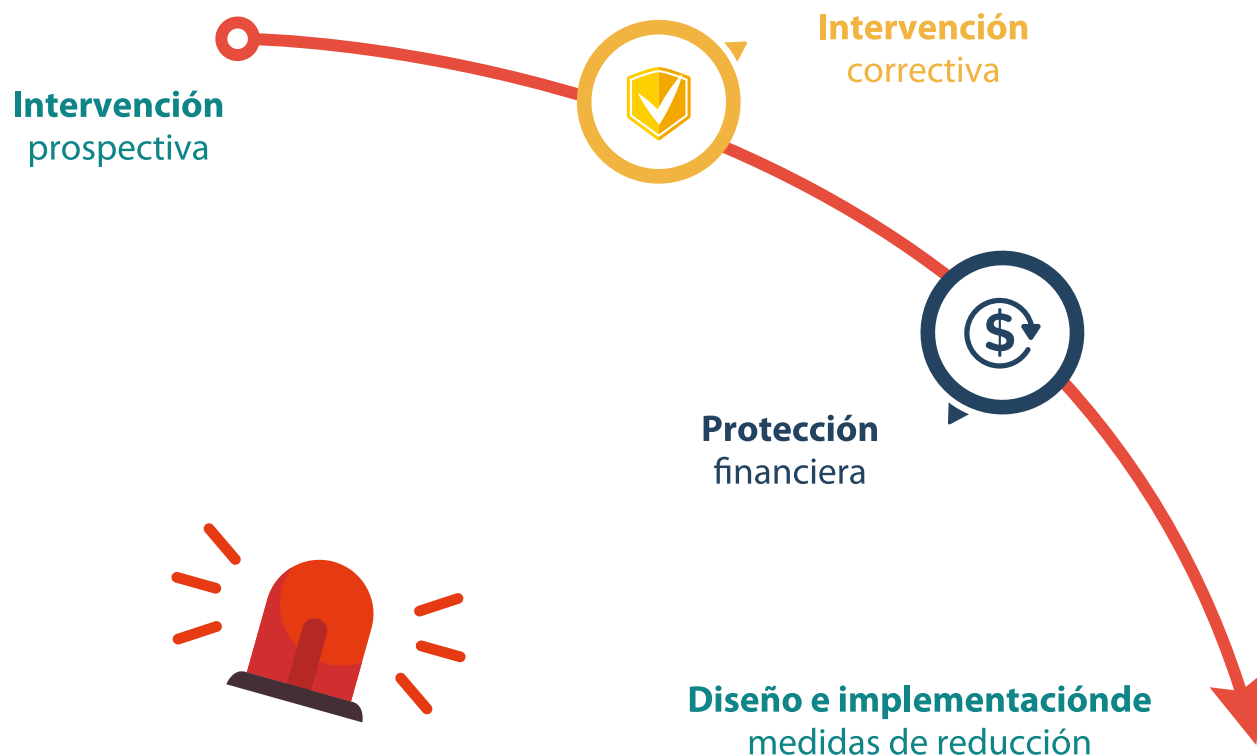 Intervención
prospectiva
Intervención
correctiva
$
Protección
financiera
Diseño e implementaciónde
medidas de reducción